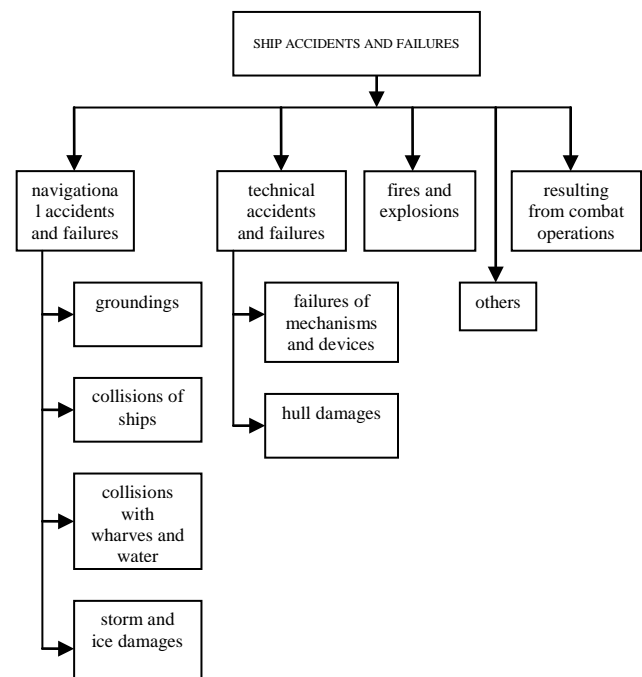 SHIP ACCIDENTS AND FAILURES
navigationa
l accidents
and failures
technical
accidents
and failures
fires and
explosions
resulting
from combat
operations
groundings
failures of
mechanisms
and devices
others
collisions of
ships
hull damages
collisions
with
wharves and
water
storm and
ice damages